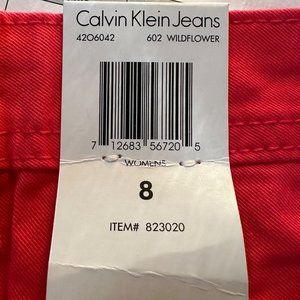 Calvin Klein Jeans
42O6042 602 WILDFLOWER
7 12683 56720 5
WOMENS
8
ITEM# 823020